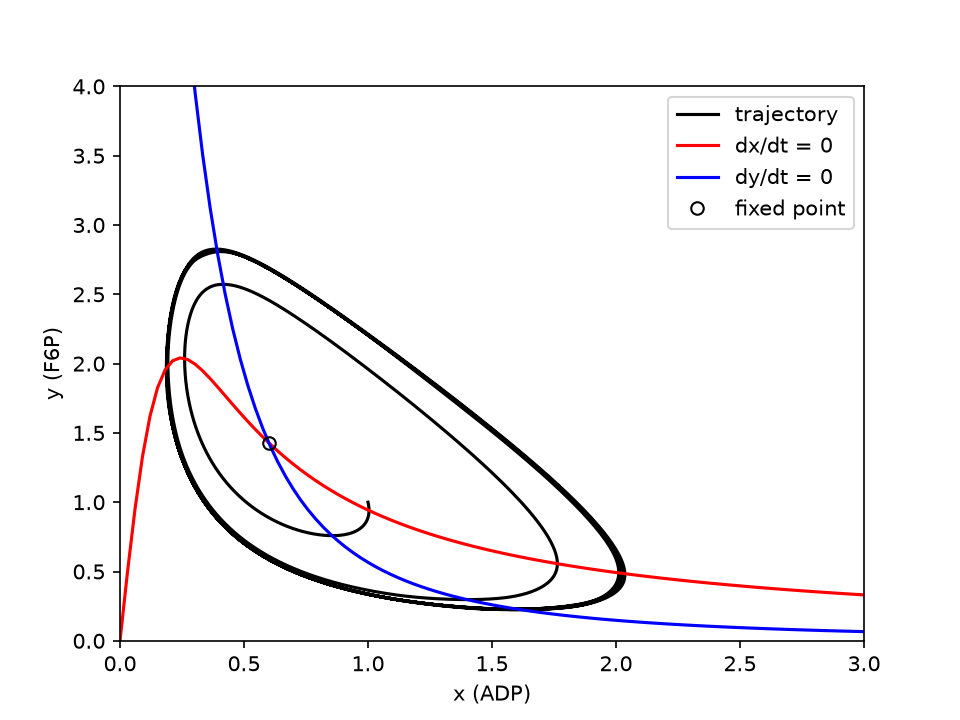 4.0
3.5
3.0
2.5
2.0
1.5
1.0
0.5
0.0
y (F6P)
trajectory
dx/dt = 0
dy/dt = 0
fixed point
0.0 0.5 1.0 1.5 2.0 2.5 3.0
x (ADP)